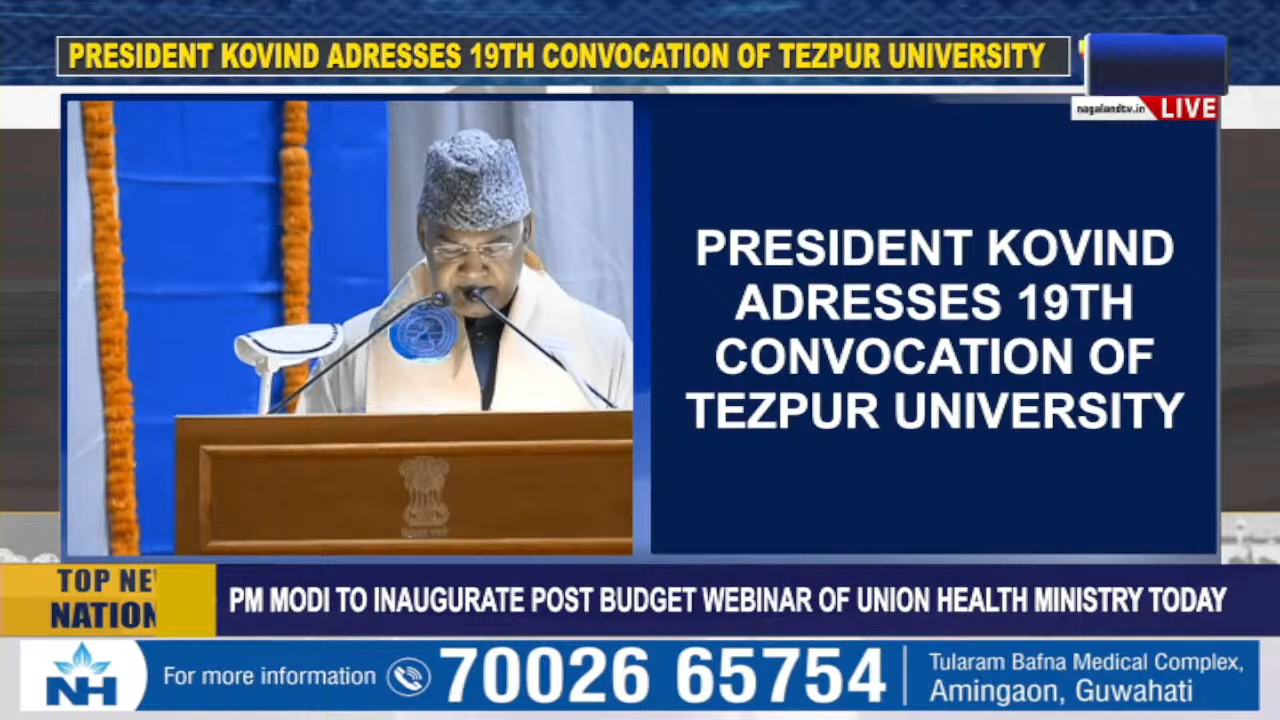 PRESIDENT KOVIND ADRESSES 19TH CONVOCATION OF TEZPUR UNIVERSITY
nagalandtv.in LIVE
PRESIDENT KOVIND
ADRESSES 19TH
CONVOCATION OF
TEZPUR UNIVERSITY
TOP NE
NATION
PM MODI TO INAUGURATE POST BUDGET WEBINAR OF UNION HEALTH MINISTRY TODAY
NH
For more information
70026 65754
Tularam Bafna Medical Complex,
Amingaon, Guwahati